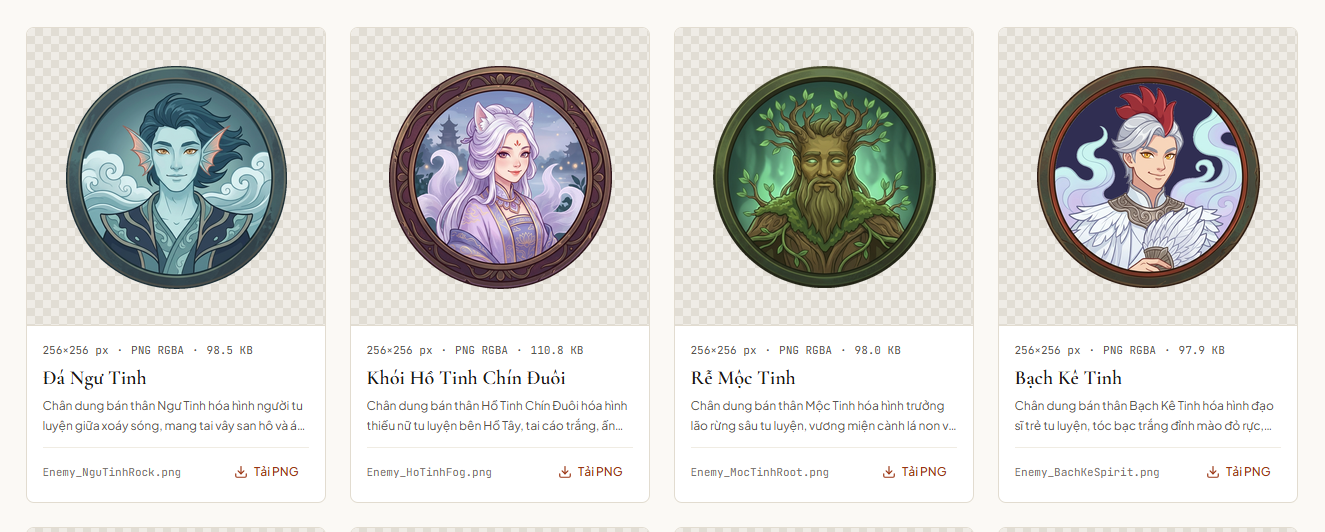 256×256 px · PNG RGBA · 98.5 KB
Đá Ngư Tinh
Chân dung bán thân Ngư Tinh hóa hình người tu
luyện giữa xoáy sóng, mang tai vây san hô và á…
Enemy_NguTinhRock.png
Tải PNG
256×256 px · PNG RGBA · 110.8 KB
Khói Hồ Tinh Chín Đuôi
Chân dung bán thân Hồ Tinh Chín Đuôi hóa hình
thiếu nữ tu luyện bên Hồ Tây, tai cáo trắng, ấn…
Enemy_HoTinhFog.png
Tải PNG
256×256 px · PNG RGBA · 98.0 KB
Rễ Mộc Tinh
Chân dung bán thân Mộc Tinh hóa hình trưởng
lão rừng sâu tu luyện, vương miện cành lá non v…
Enemy_MocTinhRoot.png
Tải PNG
256×256 px · PNG RGBA · 97.9 KB
Bạch Kê Tinh
Chân dung bán thân Bạch Kê Tinh hóa hình đạo
sĩ trẻ tu luyện, tóc bạc trắng đỉnh mào đỏ rực,…
Enemy_BachKeSpirit.png
Tải PNG